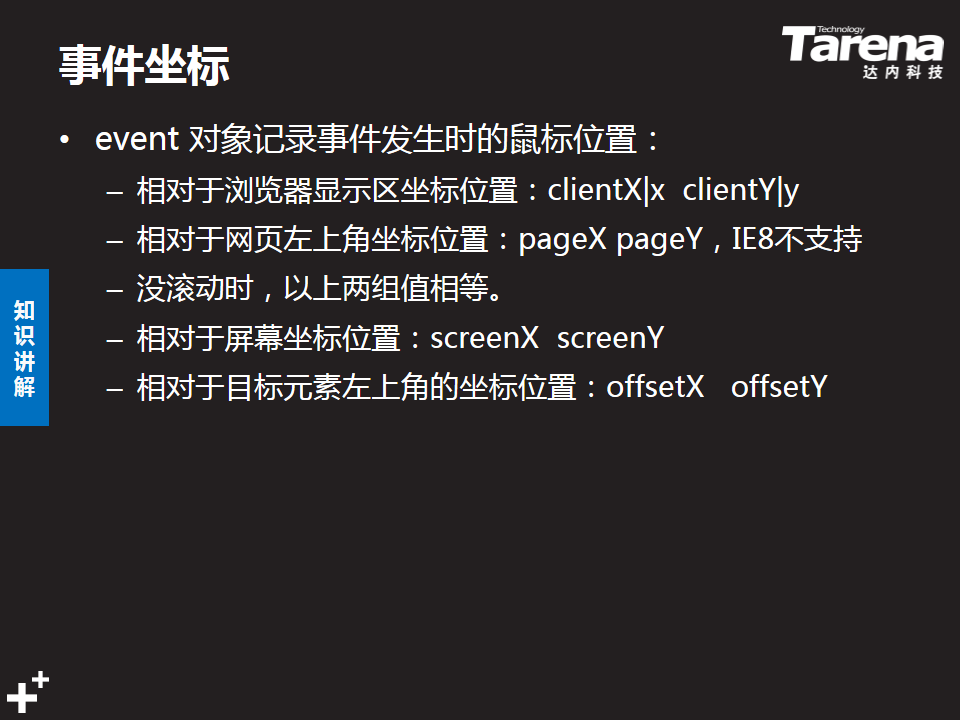 事件坐标
Technology
Tarena
达内科技
• event 对象记录事件发生时的鼠标位置：
– 相对于浏览器显示区坐标位置：clientX|x  clientY|y
– 相对于网页左上角坐标位置：pageX pageY，IE8不支持
– 没滚动时，以上两组值相等。
– 相对于屏幕坐标位置：screenX  screenY
– 相对于目标元素左上角的坐标位置：offsetX   offsetY
知识讲解